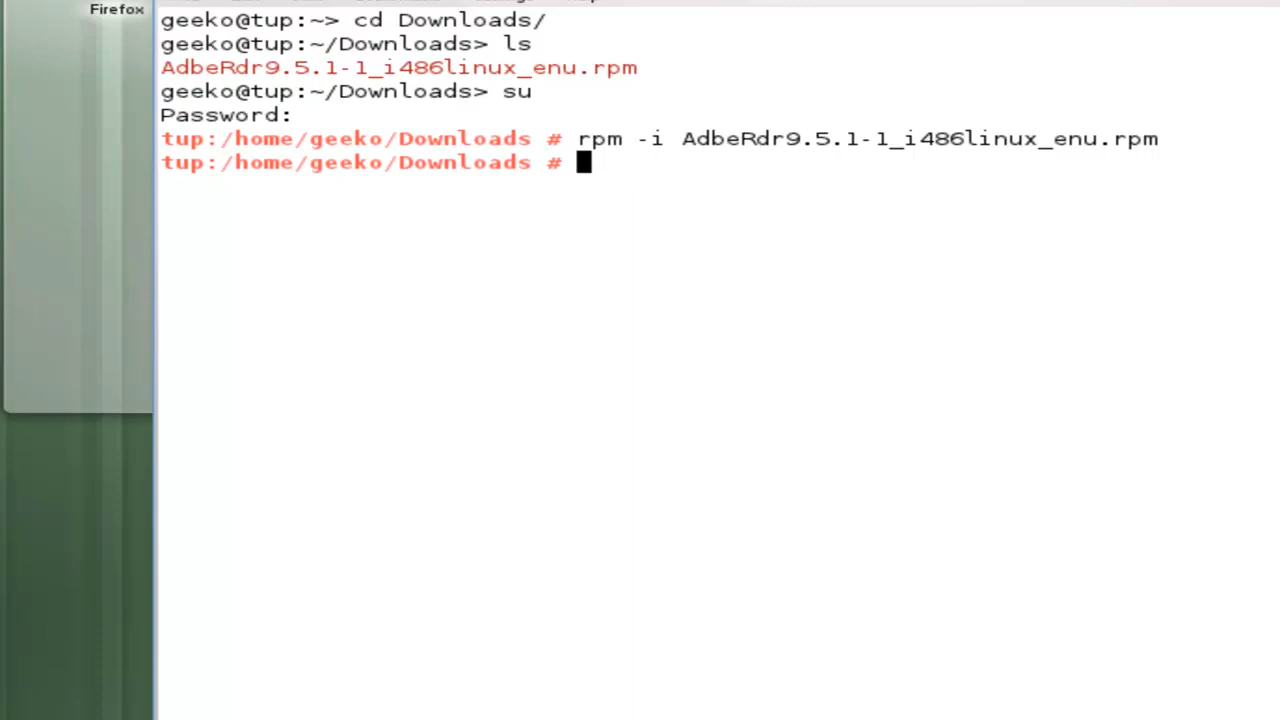 Firefox
geeko@tup:~> cd Downloads/
geeko@tup:~/Downloads> ls
AdbeRdr9.5.1-1_i486linux_enu.rpm
geeko@tup:~/Downloads> su
Password:
tup:/home/geeko/Downloads # rpm -i AdbeRdr9.5.1-1_i486linux_enu.rpm
tup:/home/geeko/Downloads #